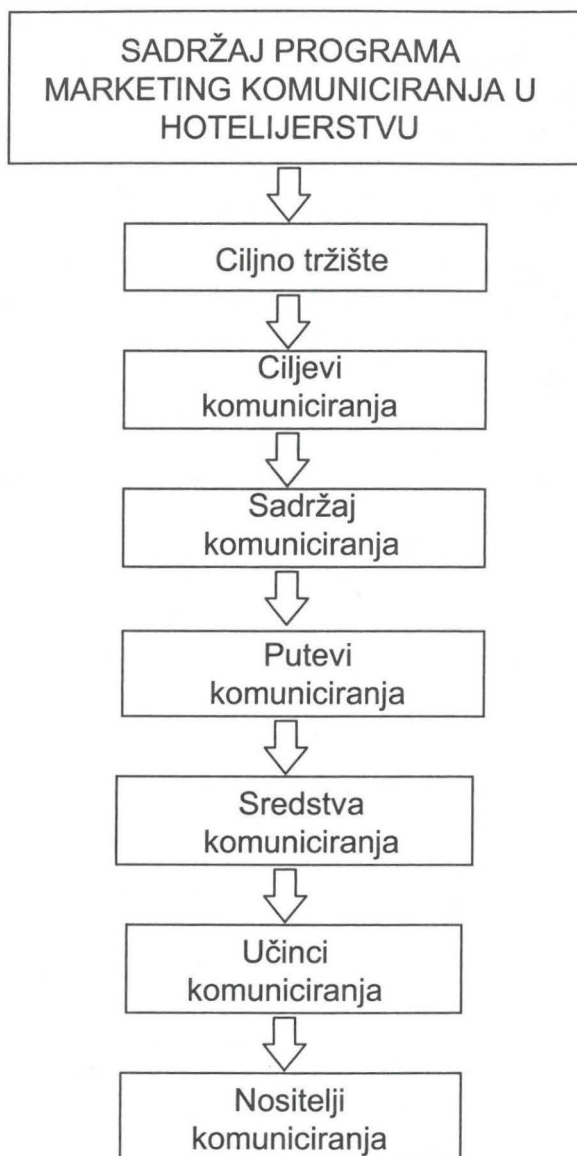 SADRŽAJ PROGRAMA
MARKETING KOMUNICIRANJA U
HOTELIJERSTVU
Ciljno tržište
Ciljevi
komuniciranja
Sadržaj
komuniciranja
Putevi
komuniciranja
Sredstva
komuniciranja
Učinci
komuniciranja
Nositelji
komuniciranja